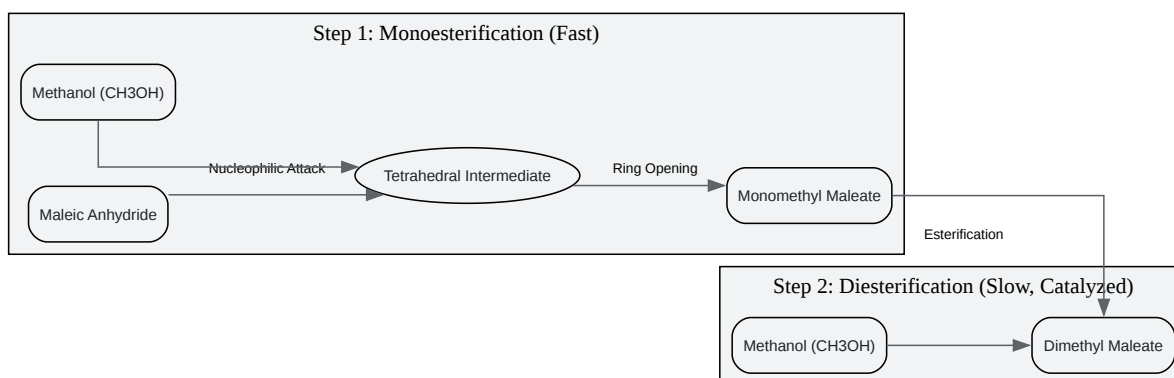 Step 1: Monoesterification (Fast)
Methanol (CH3OH)
Nucleophilic Attack
Tetrahedral Intermediate
Ring Opening
Maleic Anhydride
Monomethyl Maleate
Esterification
Step 2: Diesterification (Slow, Catalyzed)
Methanol (CH3OH)
Dimethyl Maleate